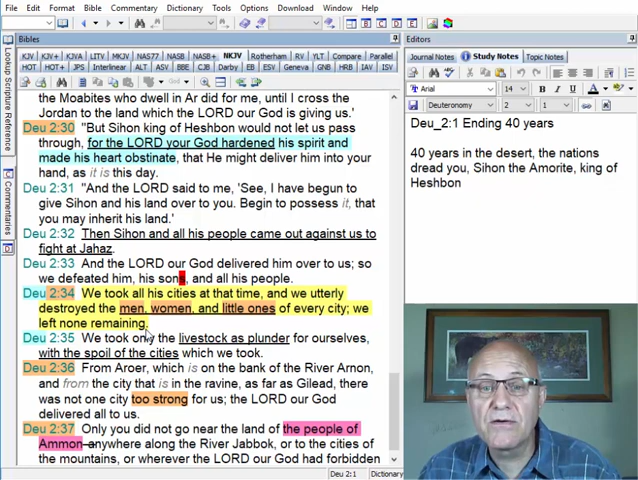 File View Book Bibles Commentary Dictionary Tools Options Download Window Help
Bibles
KJV KJV+ KJVA LITV MKJV NAS77 NASB NASB+ NKJV Rotherham RV YLT Compare Parallel
HOT HOT+ JPS Interlinear ALT ASV BBE CJB Darby EB ESV Geneva GNB HRB IAV ISV
the Moabites who dwell in Ar did for me, until I cross the
Jordan to the land which the LORD our God is giving us.'
Deu 2:30 "But Sihon king of Heshbon would not let us pass
through, for the LORD your God hardened his spirit and
made his heart obstinate, that He might deliver him into your
hand, as it is this day.
Deu 2:31 "And the LORD said to me, 'See, I have begun to
give Sihon and his land over to you. Begin to possess it, that
you may inherit his land.'
Deu 2:32 Then Sihon and all his people came out against us to
fight at Jahaz.
Deu 2:33 And the LORD our God delivered him over to us; so
we defeated him, his sons, and all his people.
Deu 2:34 We took all his cities at that time, and we utterly
destroyed the men, women, and little ones of every city; we
left none remaining.
Deu 2:35 We took only the livestock as plunder for ourselves,
with the spoil of the cities which we took.
Deu 2:36 From Aroer, which is on the bank of the River Arnon,
and from the city that is in the ravine, as far as Gilead, there
was not one city too strong for us; the LORD our God
delivered all to us.
Deu 2:37 Only you did not go near the land of the people of
Ammon—anywhere along the River Jabbok, or to the cities of
the mountains, or wherever the LORD our God had forbidden
Deu 2:1 Dictionary
Lookup Scripture Reference
Commentaries
Editors
Journal Notes Study Notes Topic Notes
Arial 14 B I U A
Deuteronomy 2 1
Deu_2:1 Ending 40 years
40 years in the desert, the nations
dread you, Sihon the Amorite, king of
Heshbon